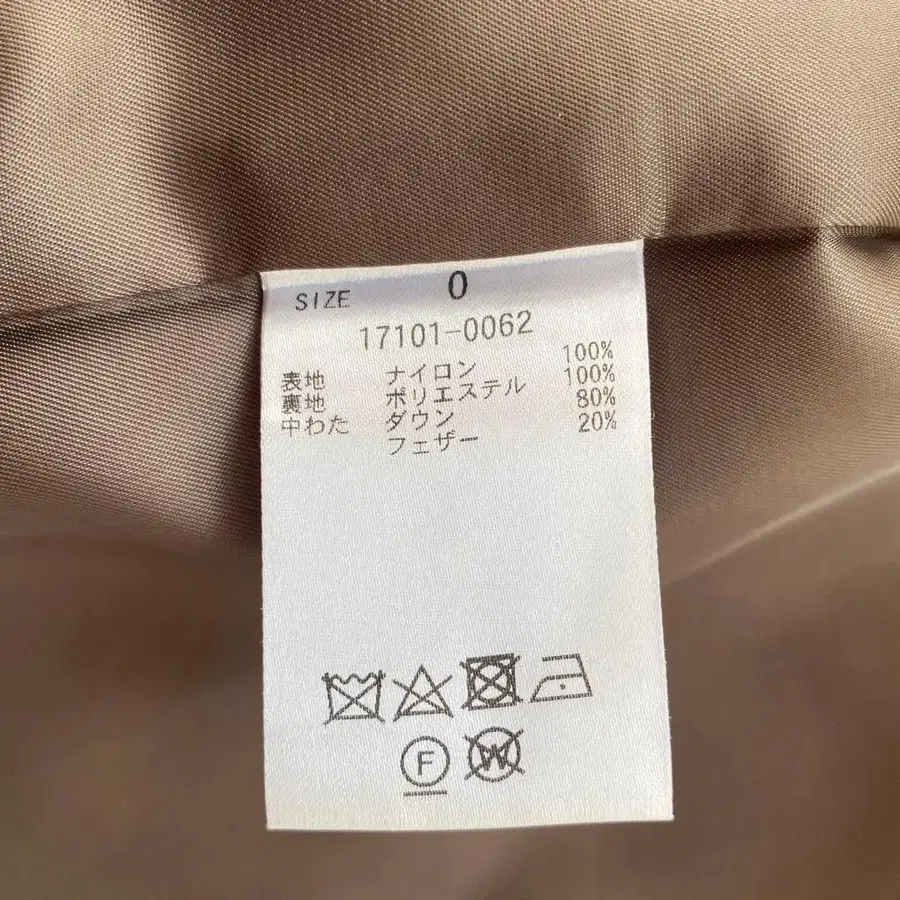 SIZE 0
17101-0062
表地 ナイロン 100%
裏地 ポリエステル 100%
中わた ダウン 80%
フェザー 20%
F W